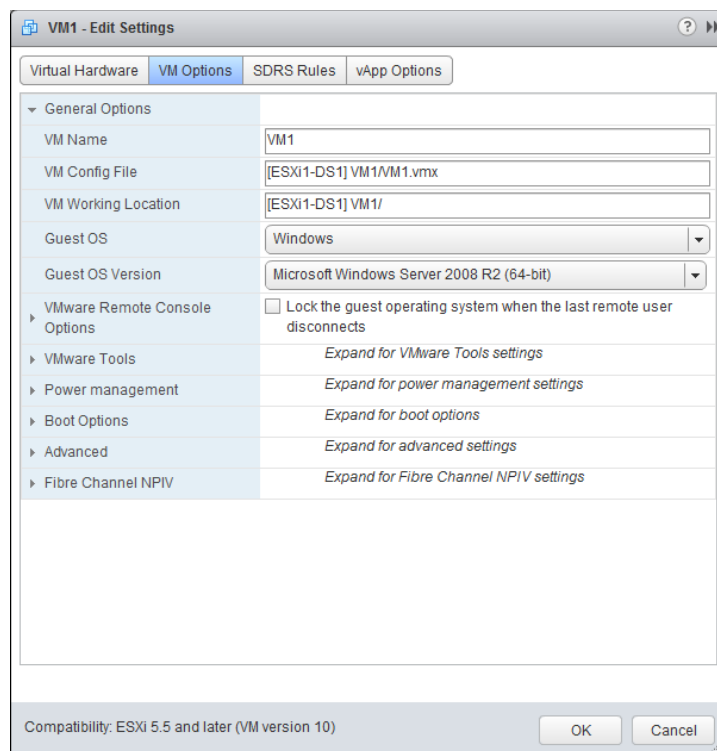 VM1 - Edit Settings
?
Virtual Hardware VM Options SDRS Rules vApp Options
General Options
VM Name VM1
VM Config File [ESXi1-DS1] VM1/VM1.vmx
VM Working Location [ESXi1-DS1] VM1/
Guest OS Windows
Guest OS Version Microsoft Windows Server 2008 R2 (64-bit)
VMware Remote Console
Options
Lock the guest operating system when the last remote user
disconnects
VMware Tools Expand for VMware Tools settings
Power management Expand for power management settings
Boot Options Expand for boot options
Advanced Expand for advanced settings
Fibre Channel NPIV Expand for Fibre Channel NPIV settings
Compatibility: ESXi 5.5 and later (VM version 10) OK Cancel